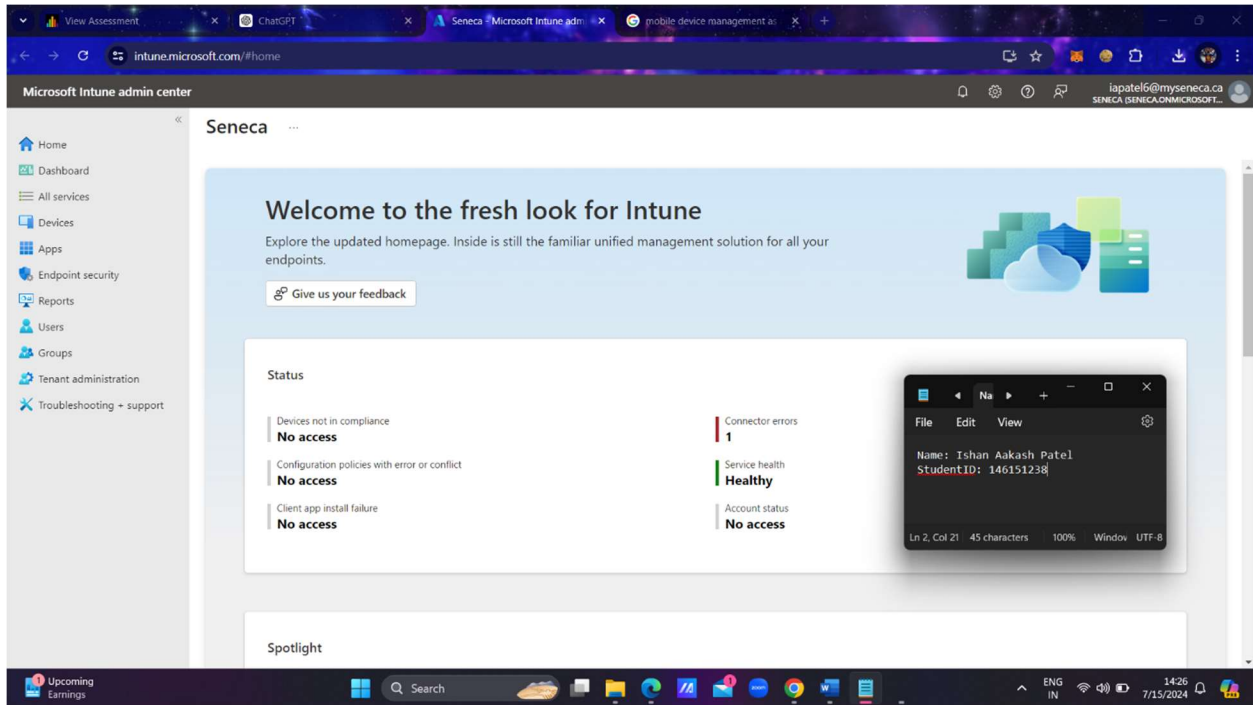 View Assessment
ChatGPT
Seneca - Microsoft Intune adm
mobile device management as
intune.microsoft.com/#home
Microsoft Intune admin center
iapatel6@myseneca.ca
SENECA (SENECA.ONMICROSOFT...
Seneca ...
Home
Dashboard
All services
Devices
Apps
Endpoint security
Reports
Users
Groups
Tenant administration
Troubleshooting + support
Welcome to the fresh look for Intune
Explore the updated homepage. Inside is still the familiar unified management solution for all your
endpoints.
Give us your feedback
Status
Devices not in compliance
No access
Configuration policies with error or conflict
No access
Client app install failure
No access
Connector errors
1
Service health
Healthy
Account status
No access
Na
File Edit View
Name: Ishan Aakash Patel
StudentID: 146151238
Ln 2, Col 21 45 characters 100% Windov UTF-8
Spotlight
1
Upcoming
Earnings
Search
zoom
1
ENG
IN
14:26
7/15/2024